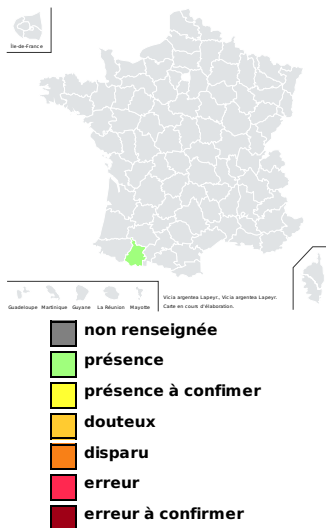 Île-de-France
Guadeloupe Martinique Guyane La Réunion Mayotte
Vicia argentea Lapeyr., Vicia argentea Lapeyr.
Carte en cours d'élaboration.
non renseignée
présence
présence à confimer
douteux
disparu
erreur
erreur à confirmer